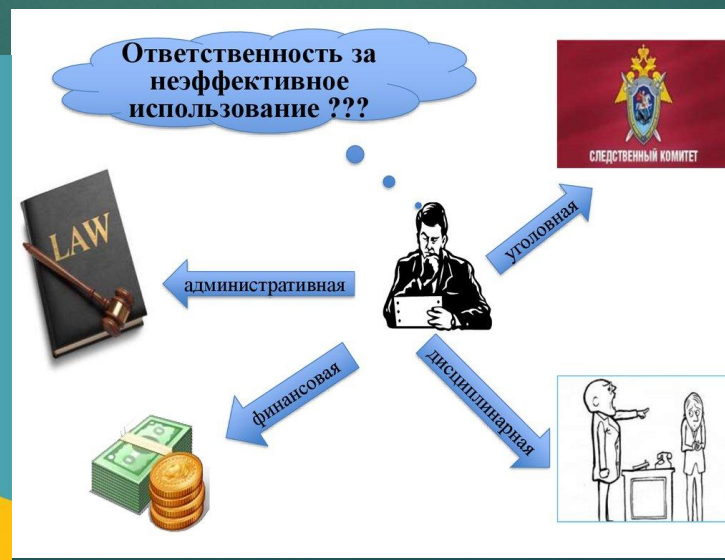 Ответственность за
неэффективное
использование ???
СЛЕДСТВЕННЫЙ КОМИТЕТ
LAW
уголовная
административная
финансовая
дисциплинарная